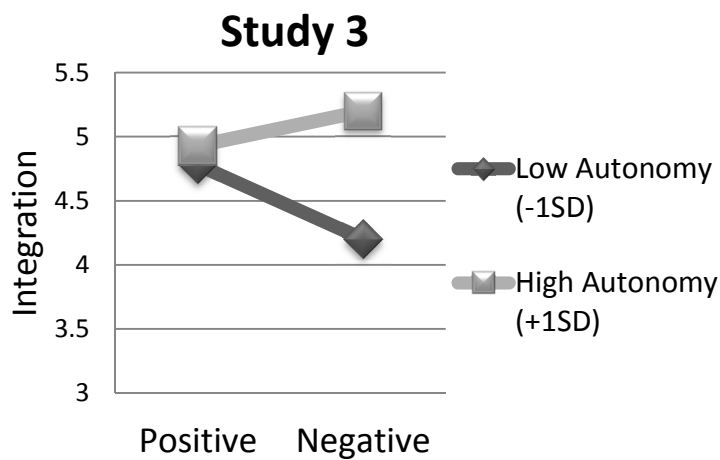 Study 3
5.5
5
4.5
4
3.5
3
Integration
Positive Negative
Low Autonomy
(-1SD)
High Autonomy
(+1SD)